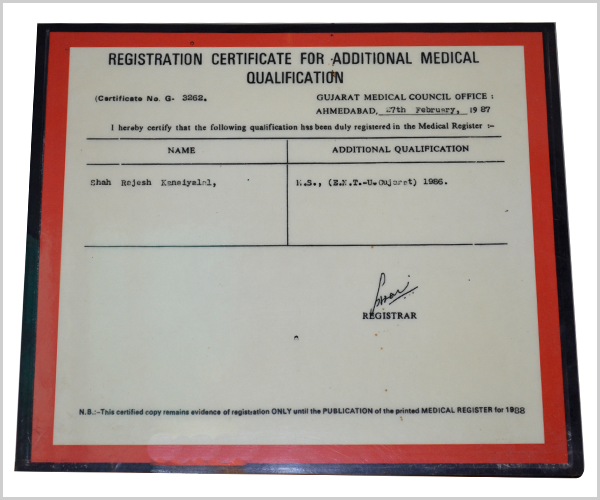 REGISTRATION CERTIFICATE FOR ADDITIONAL MEDICAL
QUALIFICATION
(Certificate No. G- 3262.
GUJARAT MEDICAL COUNCIL OFFICE :
AHMEDABAD, 27th February, 1987
I hereby certify that the following qualification has been duly registered in the Medical Register :-
NAME
ADDITIONAL QUALIFICATION
Shah Rajesh Kanaiyalal,
M.S., (E.N.T.-U.Gujarat) 1986.
REGISTRAR
N.B.:-This certified copy remains evidence of registration ONLY until the PUBLICATION of the printed MEDICAL REGISTER for 1988